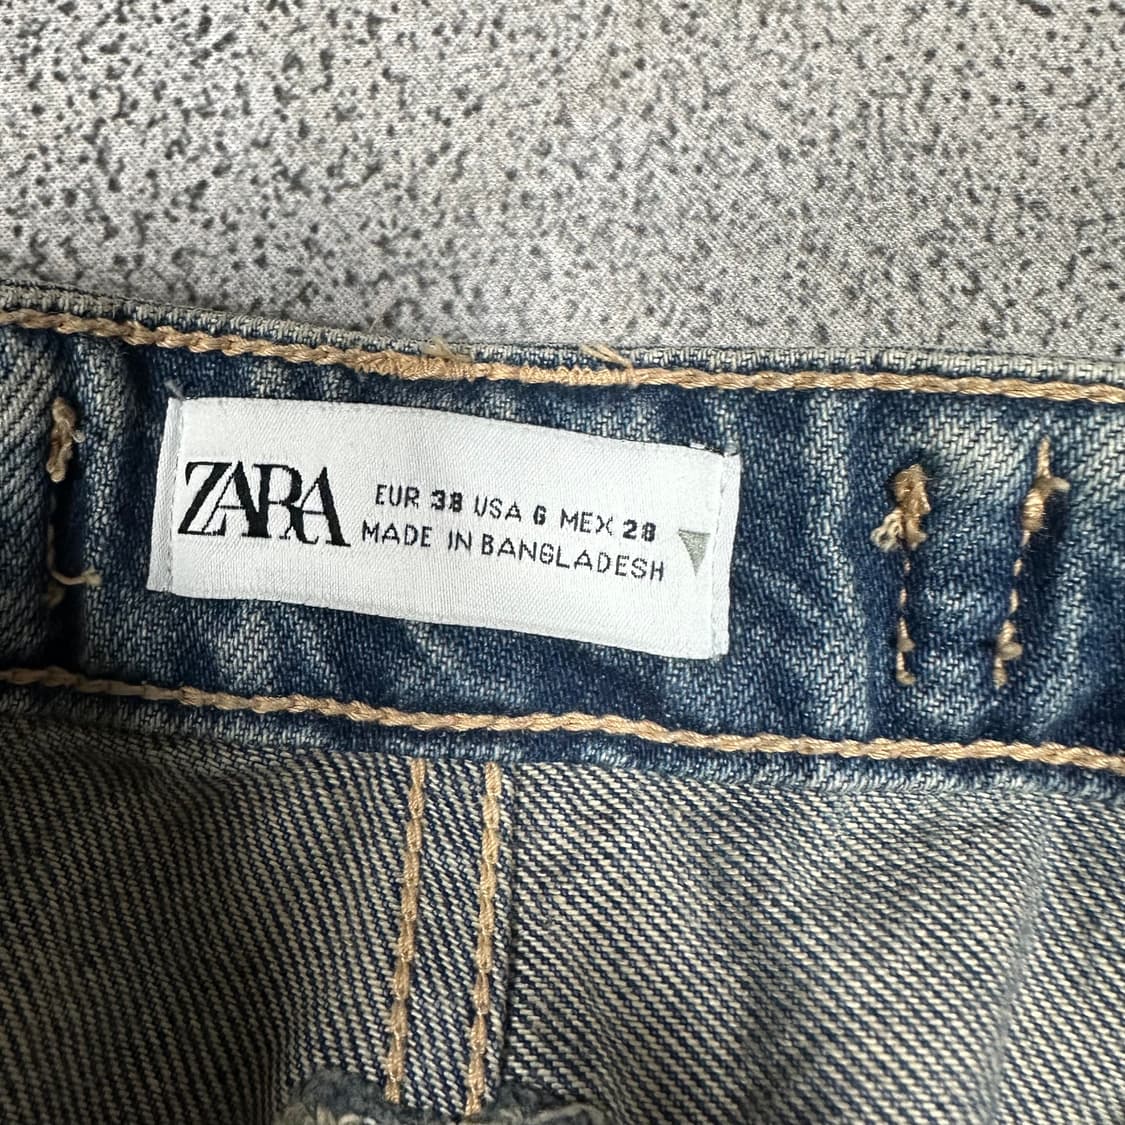 ZARA
EUR 38 USA 6 MEX 28
MADE IN BANGLADESH